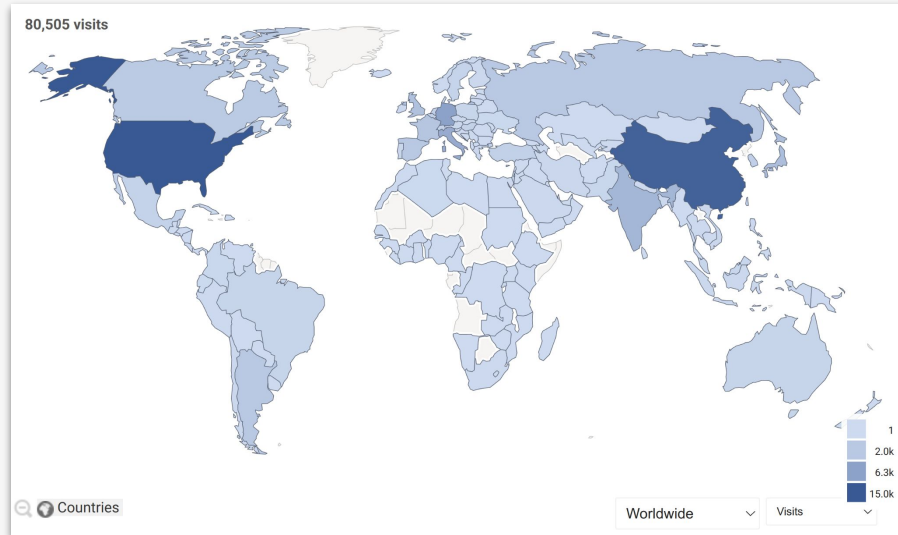 80,505 visits
1
2.0k
6.3k
15.0k
Countries
Worldwide
Visits